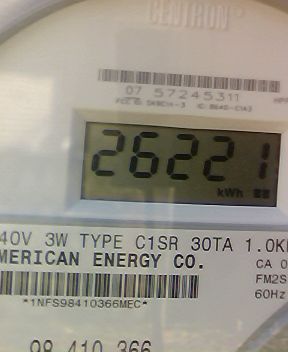 CENTRON
07 57245311
26221
kWh
40V 3W TYPE C1SR 30TA 1.0K
MERICAN ENERGY CO.
CA 0
FM2S
60Hz
*1NFS98410366MEC*
98 410 366